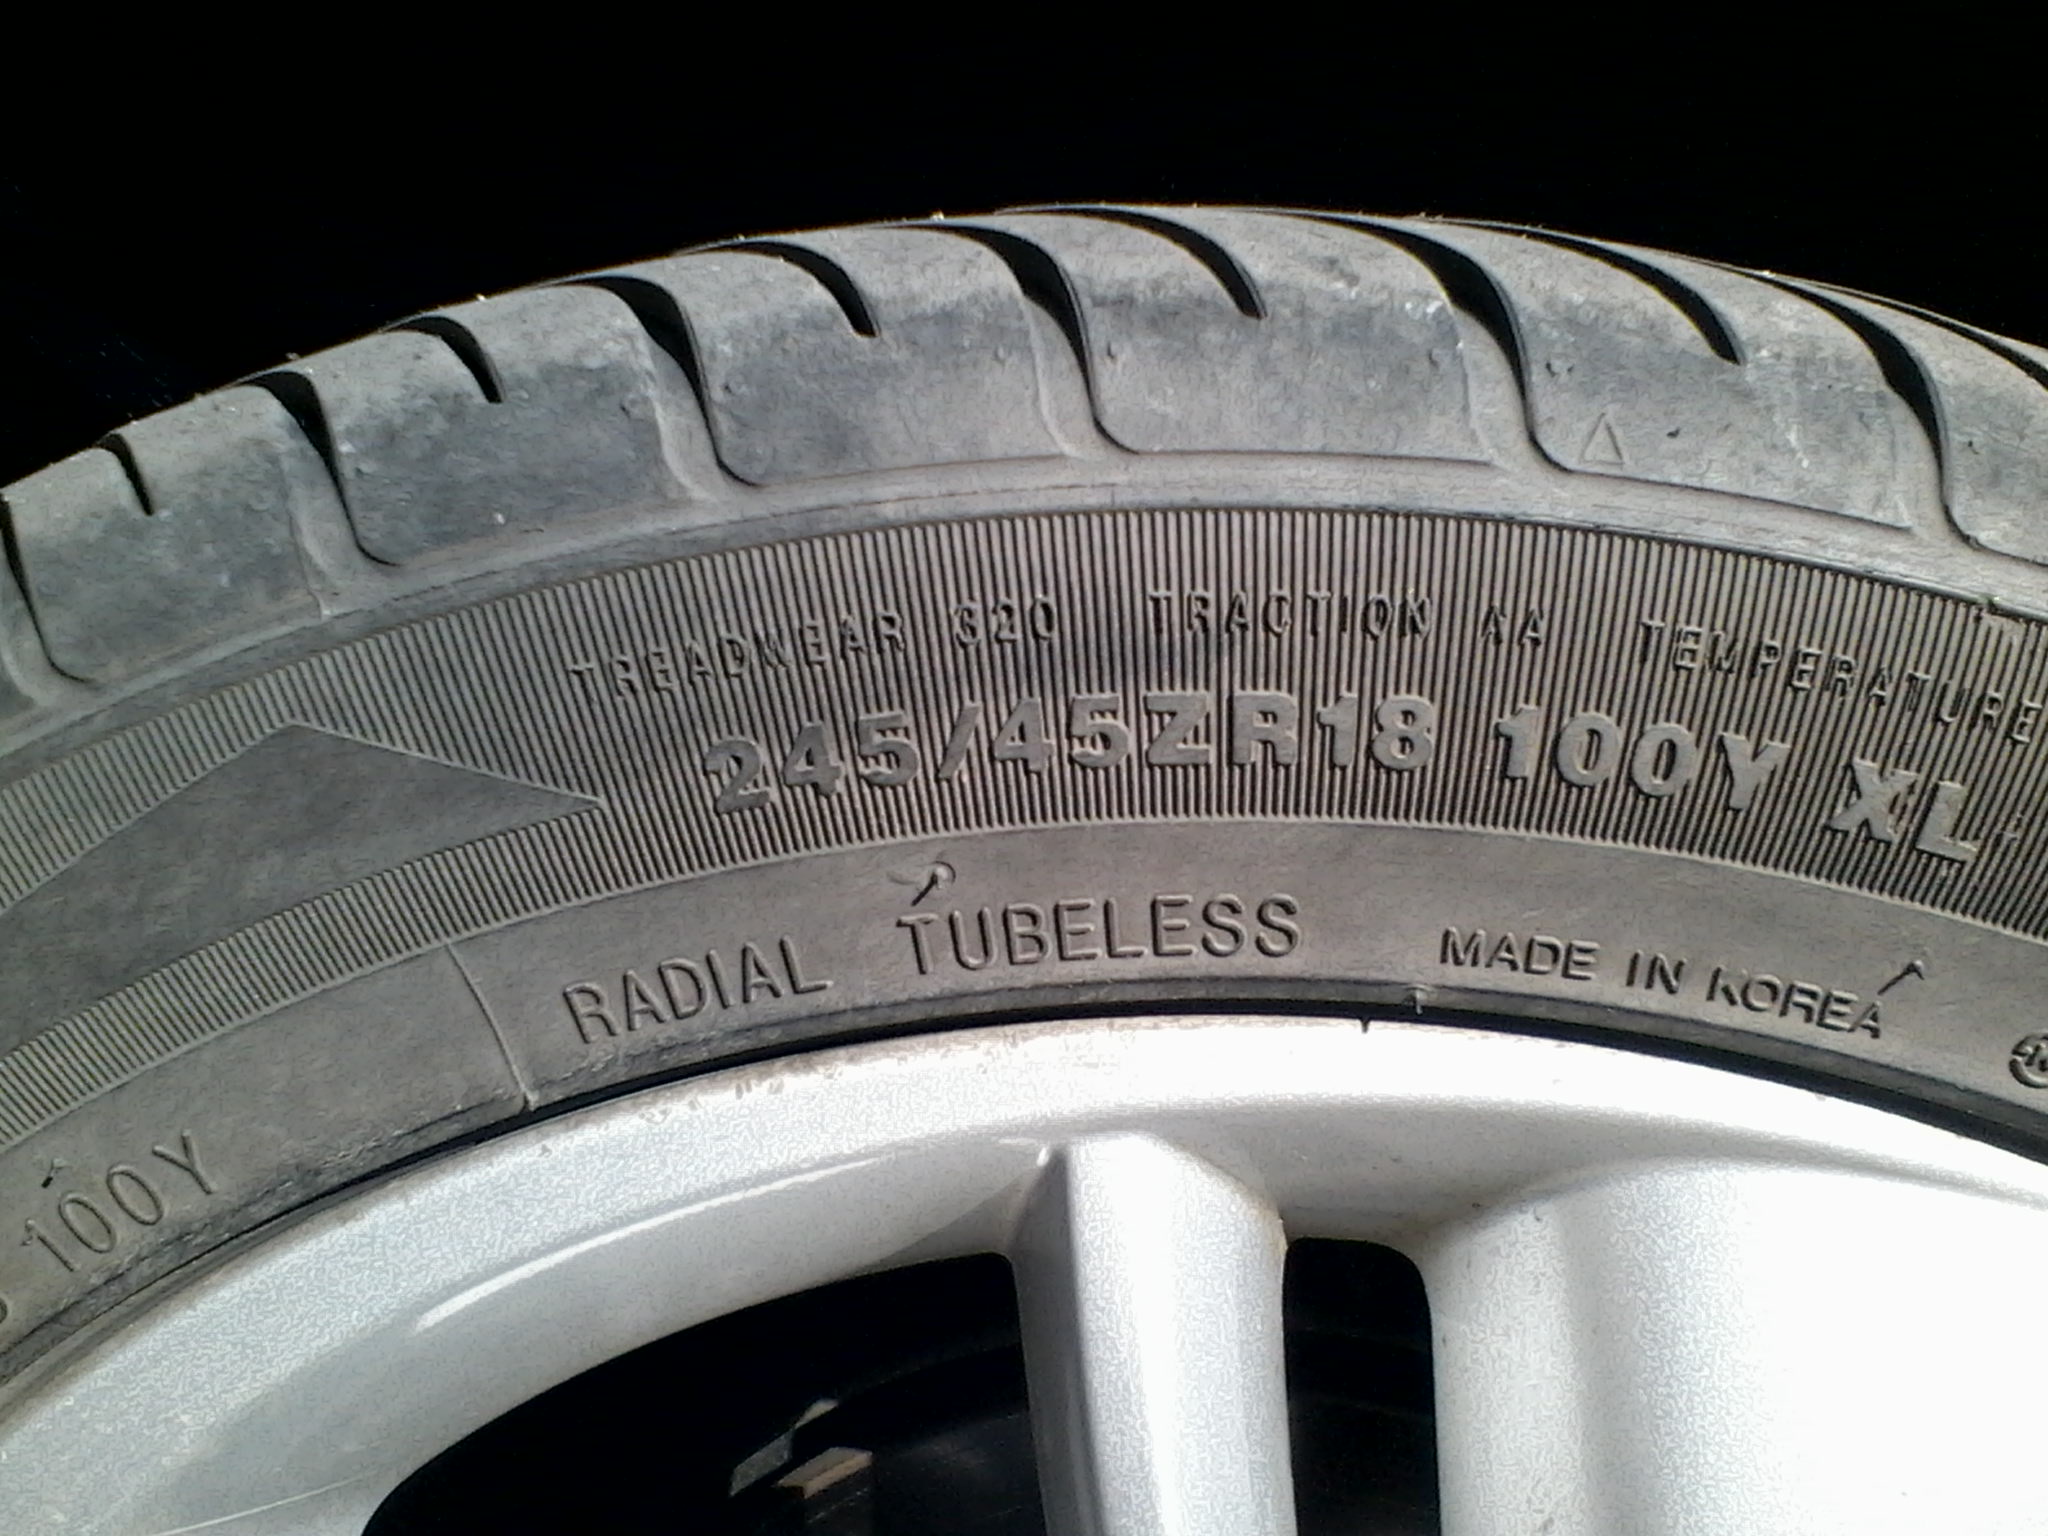 TREADWEAR 320 TRACTION AA TEMPERATURE
245/45ZR18 100Y XL
RADIAL TUBELESS MADE IN KOREA
100Y